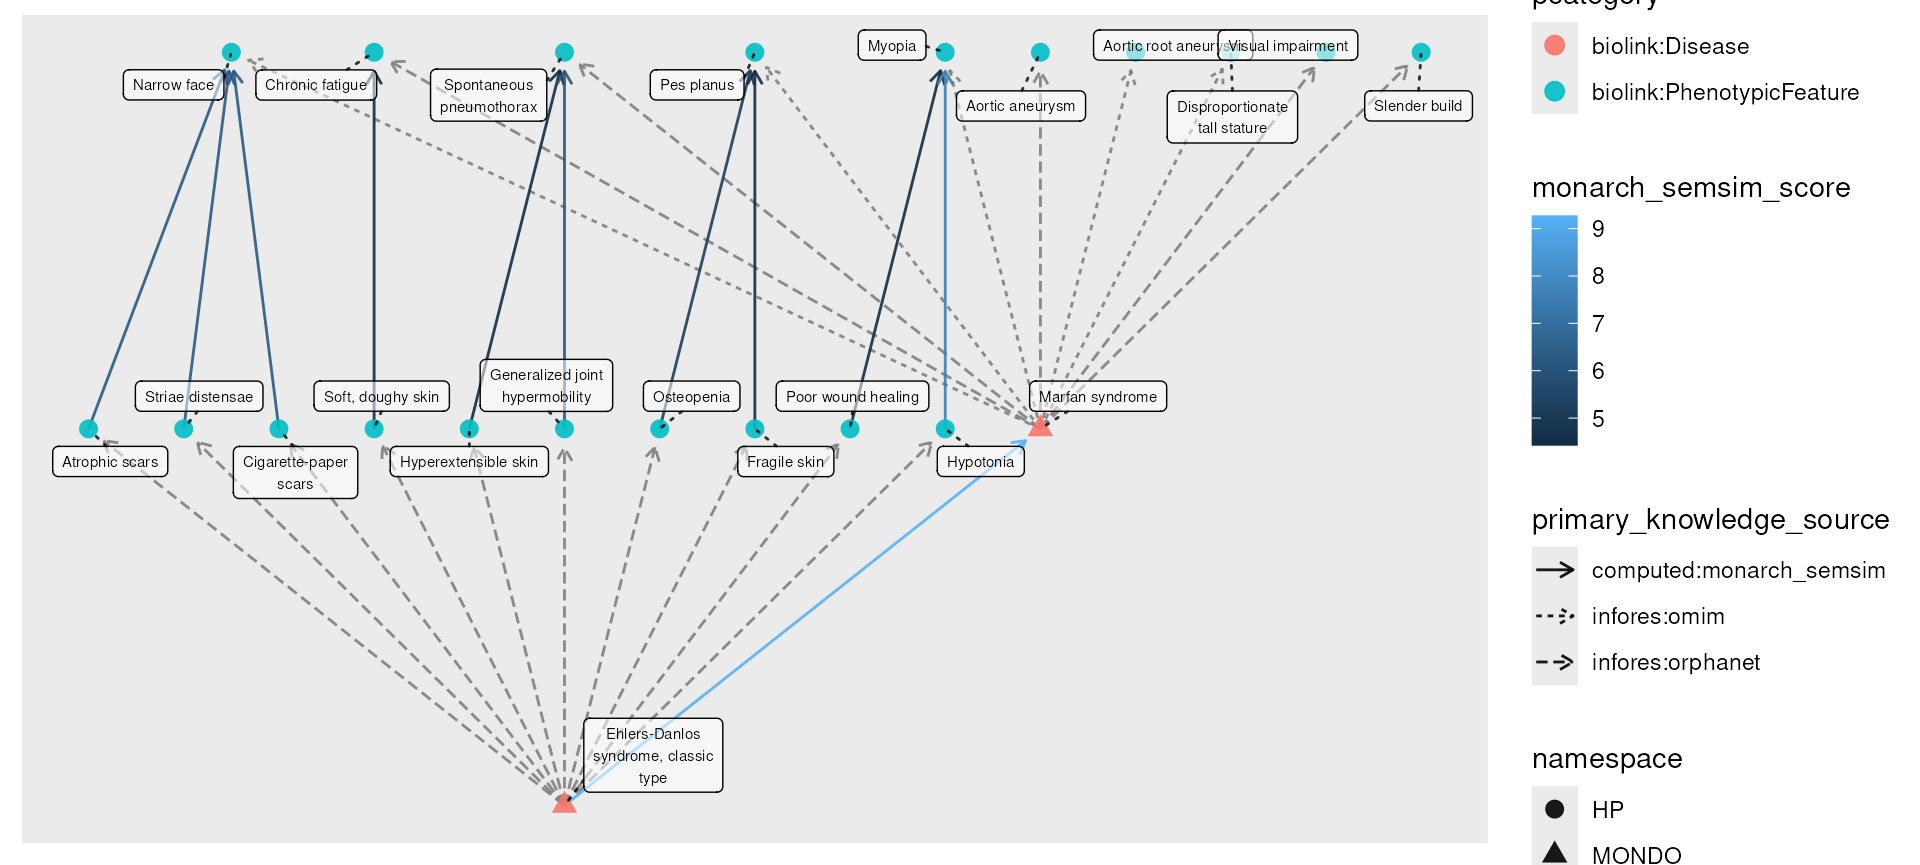 Myopia
Aortic root aneurys
Visual impairment
Narrow face
Chronic fatigue
Spontaneous
pneumothorax
Pes planus
Aortic aneurysm
Disproportionate
tall stature
Slender build
Striae distensae
Soft, doughy skin
Generalized joint
hypermobility
Osteopenia
Poor wound healing
Marfan syndrome
Atrophic scars
Cigarette-paper
scars
Hyperextensible skin
Fragile skin
Hypotonia
Ehlers-Danlos
syndrome, classic
type
pcategory
biolink:Disease
biolink:PhenotypicFeature
monarch_semsim_score
9
8
7
6
5
primary_knowledge_source
computed:monarch_semsim
infores:omim
infores:orphanet
namespace
HP
MONDO